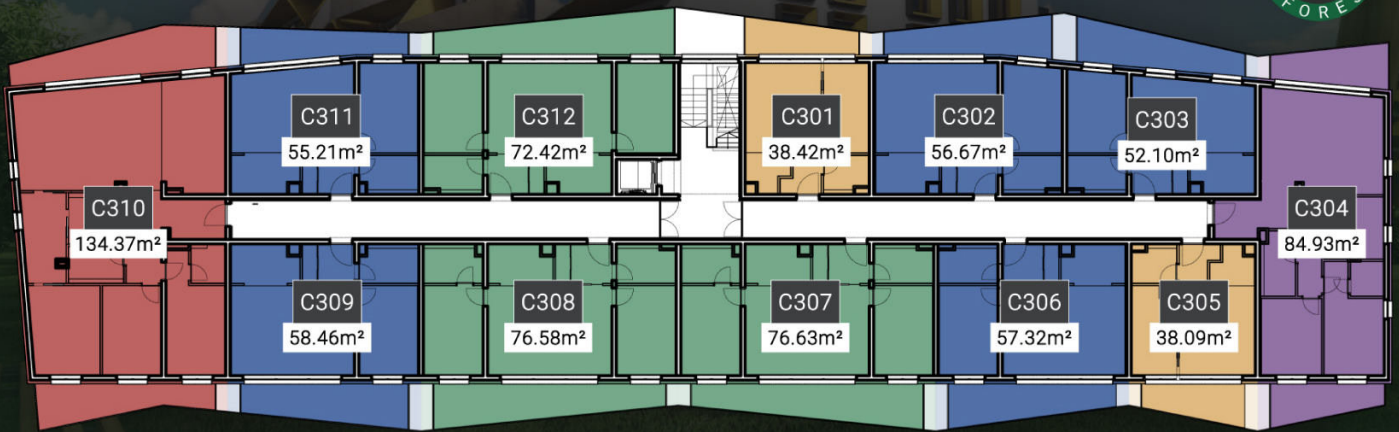 FORES
C311
55.21m²
C312
72.42m²
C301
38.42m²
C302
56.67m²
C303
52.10m²
C310
134.37m²
C304
84.93m²
C309
58.46m²
C308
76.58m²
C307
76.63m²
C306
57.32m²
C305
38.09m²